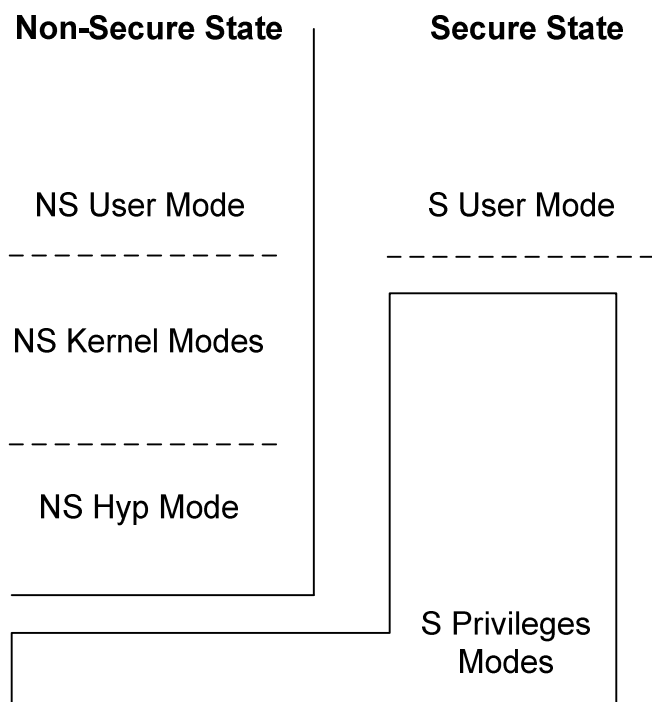 Non-Secure State
Secure State
NS User Mode
S User Mode
NS Kernel Modes
NS Hyp Mode
S Privileges
Modes